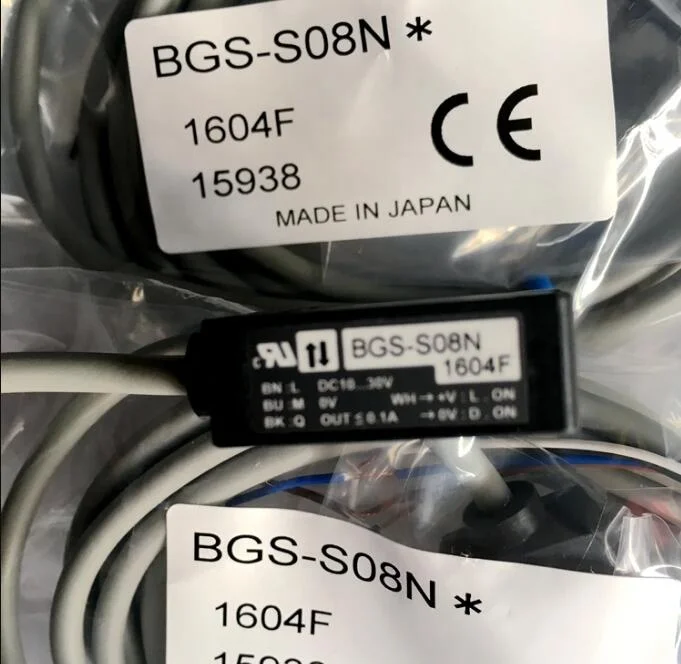 BGS-S08N *
1604F
15938
CE
MADE IN JAPAN
BGS-S08N
1604F
BN:L DC10...30V
BU:M 0V WH→+V:L.ON
BK:Q OUT≤0.1A →0V:D.ON
BGS-S08N *
1604F